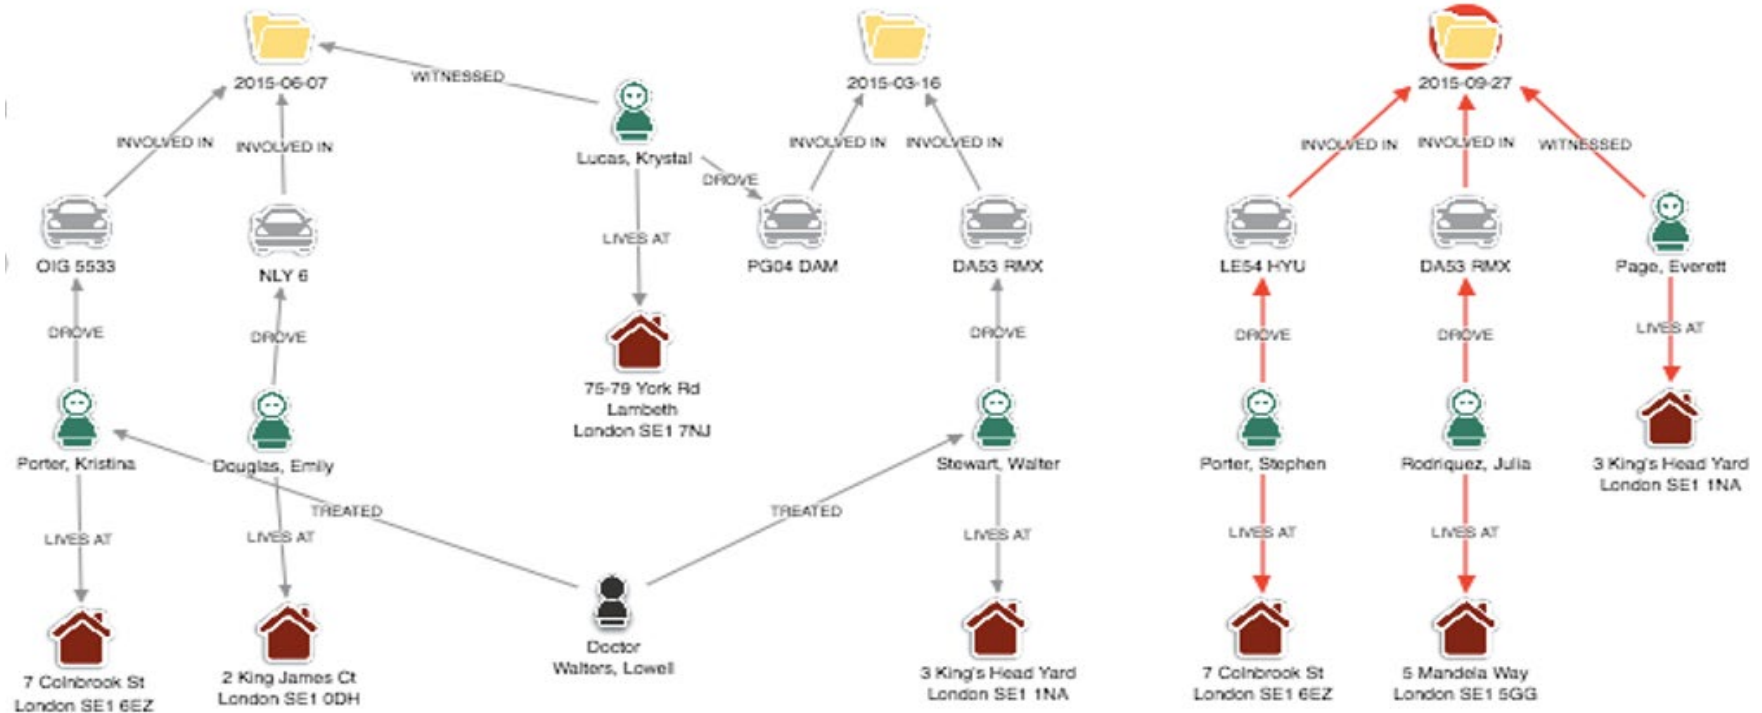 2015-06-07
2015-03-16
2015-09-27
WITNESSED
INVOLVED IN
INVOLVED IN
Lucas, Krystal
DROVE
INVOLVED IN
INVOLVED IN
INVOLVED IN
INVOLVED IN
WITNESSED
OIG 5533
NLY 6
LIVES AT
PG04 DAM
DA53 RMX
LE54 HYU
DA53 RMX
Page, Everett
DROVE
DROVE
75-79 York Rd
Lambeth
London SE1 7NJ
DROVE
DROVE
DROVE
LIVES AT
Porter, Kristina
Douglas, Emily
Stewart, Walter
Porter, Stephen
Rodriquez, Julia
3 King's Head Yard
London SE1 1NA
TREATED
TREATED
LIVES AT
LIVES AT
LIVES AT
LIVES AT
LIVES AT
Doctor
Walters, Lowell
7 Colnbrook St
London SE1 6EZ
2 King James Ct
London SE1 0DH
3 King's Head Yard
London SE1 1NA
7 Colnbrook St
London SE1 6EZ
5 Mandela Way
London SE1 5GG